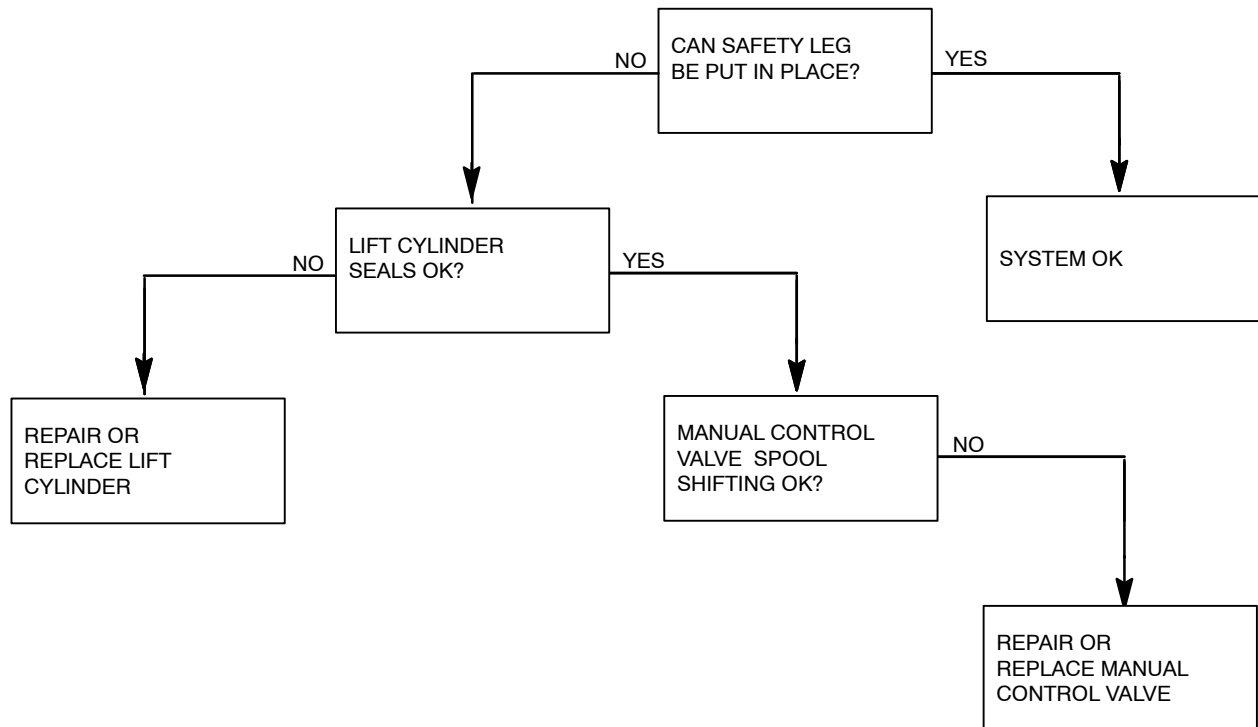 CAN SAFETY LEG
BE PUT IN PLACE?
NO
YES
LIFT CYLINDER
SEALS OK?
NO
YES
SYSTEM OK
REPAIR OR
REPLACE LIFT
CYLINDER
MANUAL CONTROL
VALVE SPOOL
SHIFTING OK?
NO
REPAIR OR
REPLACE MANUAL
CONTROL VALVE